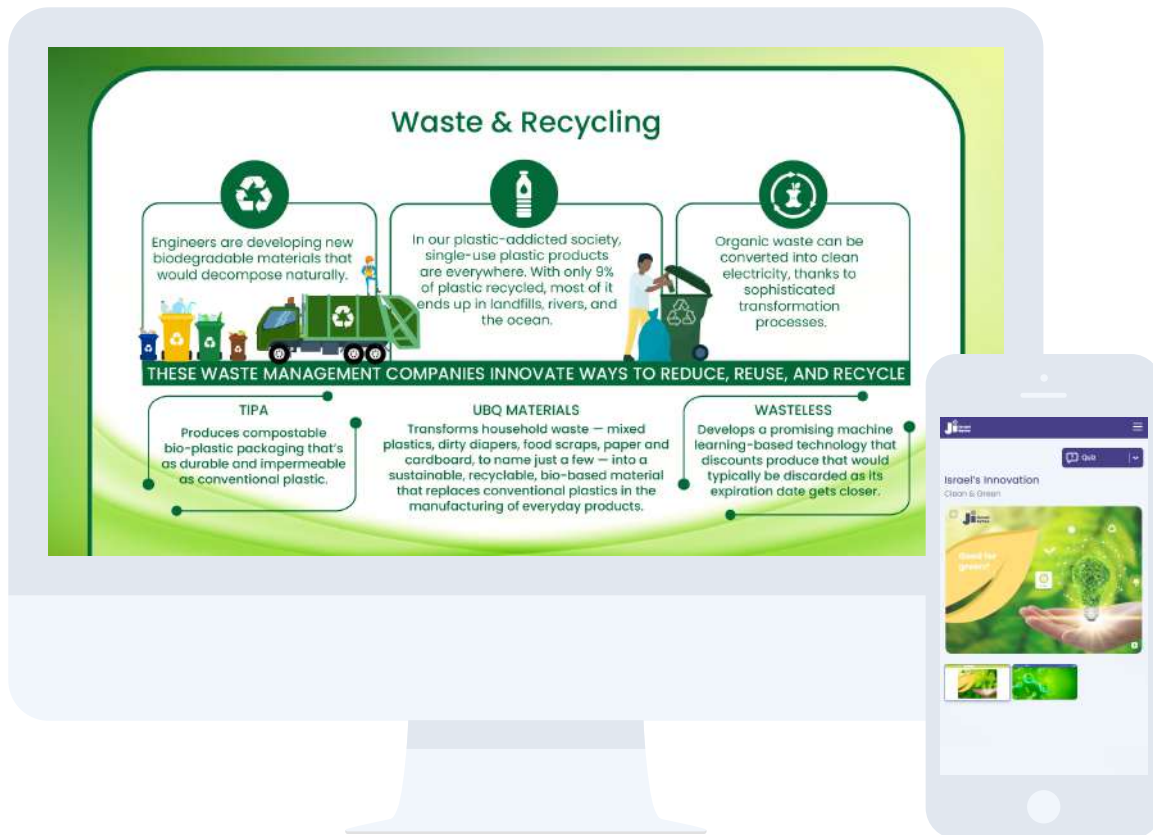 Waste & Recycling
Engineers are developing new
biodegradable materials that
would decompose naturally.
In our plastic-addicted society,
single-use plastic products
are everywhere. With only 9%
of plastic recycled, most of it
ends up in landfills, rivers, and
the ocean.
Organic waste can be
converted into clean
electricity, thanks to
sophisticated
transformation
processes.
THESE WASTE MANAGEMENT COMPANIES INNOVATE WAYS TO REDUCE, REUSE, AND RECYCLE
TIPA
Produces compostable
bio-plastic packaging that's
as durable and impermeable
as conventional plastic.
UBQ MATERIALS
Transforms household waste — mixed
plastics, dirty diapers, food scraps, paper and
cardboard, to name just a few — into a
sustainable, recyclable, bio-based material
that replaces conventional plastics in the
manufacturing of everyday products.
WASTELESS
Develops a promising machine
learning-based technology that
discounts produce that would
typically be discarded as its
expiration date gets closer.
Ji
Quiz
Israel's Innovation
Clean & Green
Ji